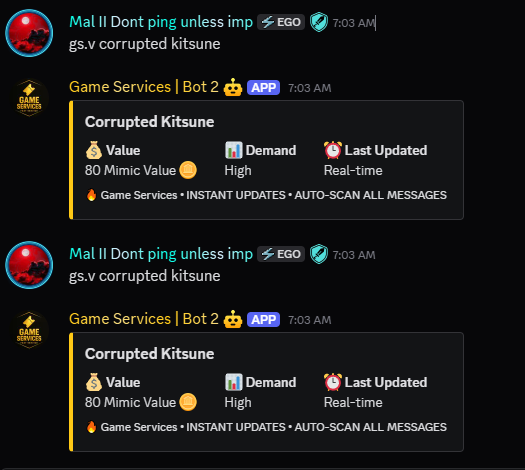 Mal II Dont ping unless imp EGO 7:03 AM
gs.v corrupted kitsune
GAME SERVICES
Game Services | Bot 2 APP 7:03 AM
Corrupted Kitsune
Value Demand Last Updated
80 Mimic Value High Real-time
Game Services • INSTANT UPDATES • AUTO-SCAN ALL MESSAGES
Mal II Dont ping unless imp EGO 7:03 AM
gs.v corrupted kitsune
GAME SERVICES
Game Services | Bot 2 APP 7:03 AM
Corrupted Kitsune
Value Demand Last Updated
80 Mimic Value High Real-time
Game Services • INSTANT UPDATES • AUTO-SCAN ALL MESSAGES